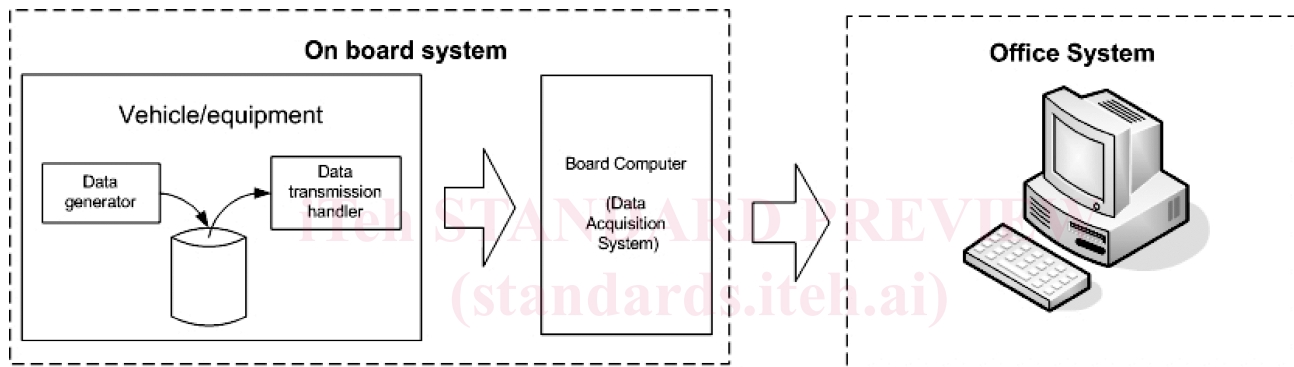 On board system
Office System
Vehicle/equipment
Data
generator
Data
transmission
handler
Board Computer
(Data
Acquisition
System)
iTeh STANDARD PREVIEW
(standards.iteh.ai)